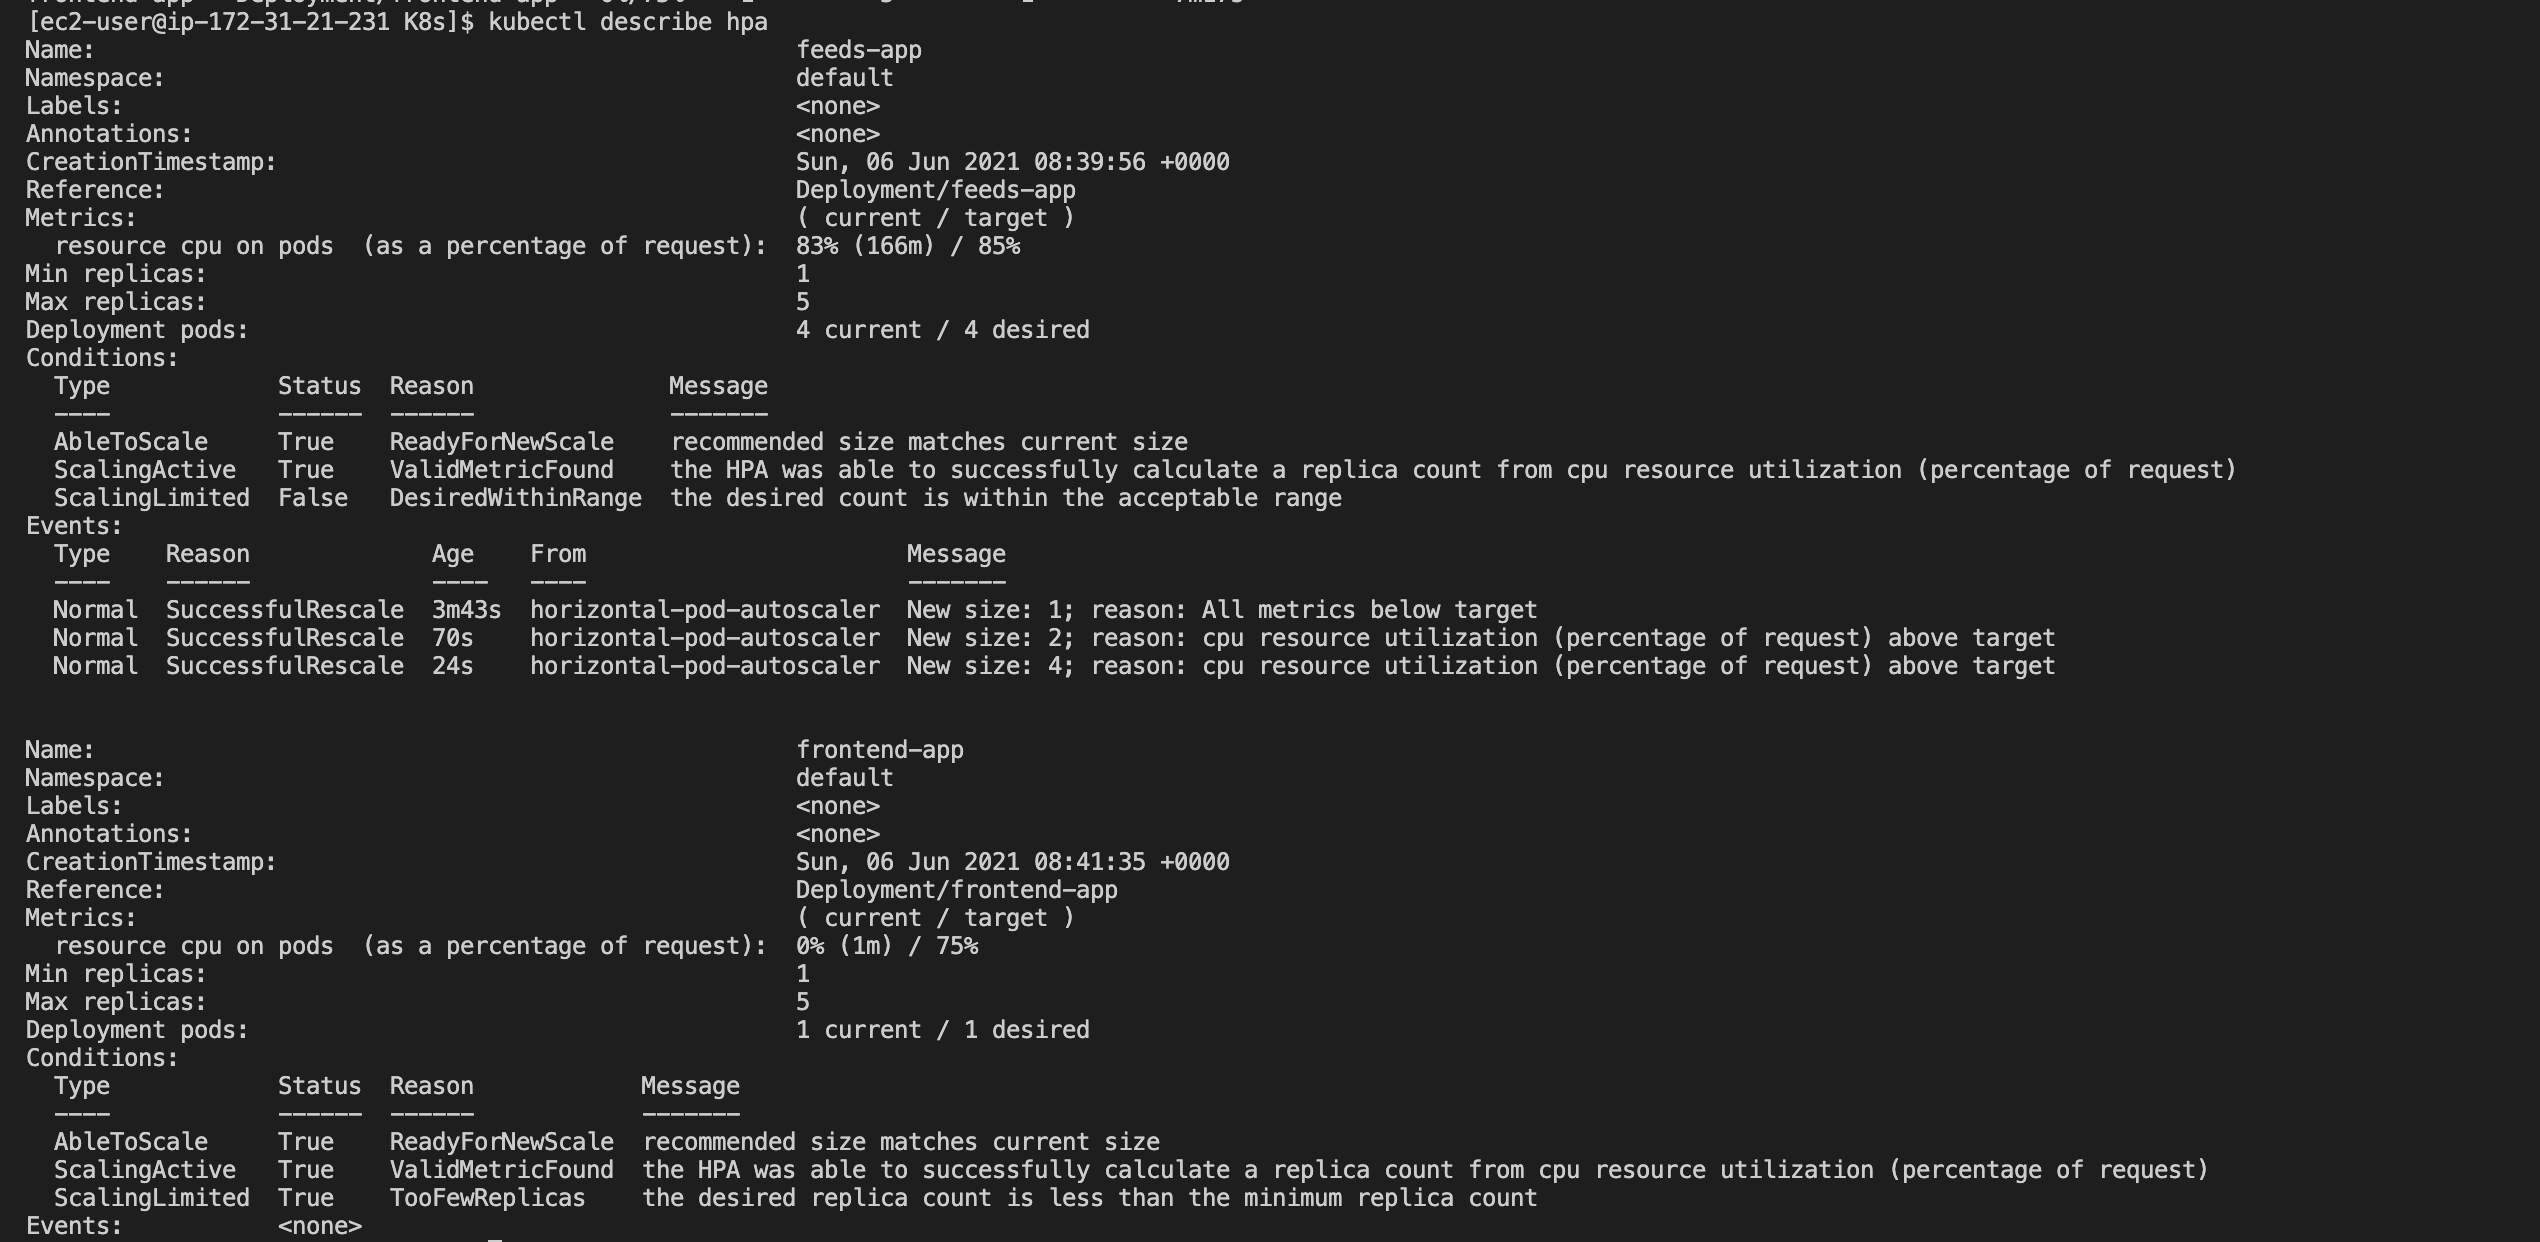 frontend-app Deployment/frontend-app 0%/75% 1 5 1 7m17s
[ec2-user@ip-172-31-21-231 K8s]$ kubectl describe hpa
Name: feeds-app
Namespace: default
Labels: <none>
Annotations: <none>
CreationTimestamp: Sun, 06 Jun 2021 08:39:56 +0000
Reference: Deployment/feeds-app
Metrics: ( current / target )
resource cpu on pods (as a percentage of request): 83% (166m) / 85%
Min replicas: 1
Max replicas: 5
Deployment pods: 4 current / 4 desired
Conditions:
Type Status Reason Message
---- ------ ------ -------
AbleToScale True ReadyForNewScale recommended size matches current size
ScalingActive True ValidMetricFound the HPA was able to successfully calculate a replica count from cpu resource utilization (percentage of request)
ScalingLimited False DesiredWithinRange the desired count is within the acceptable range
Events:
Type Reason Age From Message
---- ------ ---- ---- -------
Normal SuccessfulRescale 3m43s horizontal-pod-autoscaler New size: 1; reason: All metrics below target
Normal SuccessfulRescale 70s horizontal-pod-autoscaler New size: 2; reason: cpu resource utilization (percentage of request) above target
Normal SuccessfulRescale 24s horizontal-pod-autoscaler New size: 4; reason: cpu resource utilization (percentage of request) above target
Name: frontend-app
Namespace: default
Labels: <none>
Annotations: <none>
CreationTimestamp: Sun, 06 Jun 2021 08:41:35 +0000
Reference: Deployment/frontend-app
Metrics: ( current / target )
resource cpu on pods (as a percentage of request): 0% (1m) / 75%
Min replicas: 1
Max replicas: 5
Deployment pods: 1 current / 1 desired
Conditions:
Type Status Reason Message
---- ------ ------ -------
AbleToScale True ReadyForNewScale recommended size matches current size
ScalingActive True ValidMetricFound the HPA was able to successfully calculate a replica count from cpu resource utilization (percentage of request)
ScalingLimited True TooFewReplicas the desired replica count is less than the minimum replica count
Events: <none>